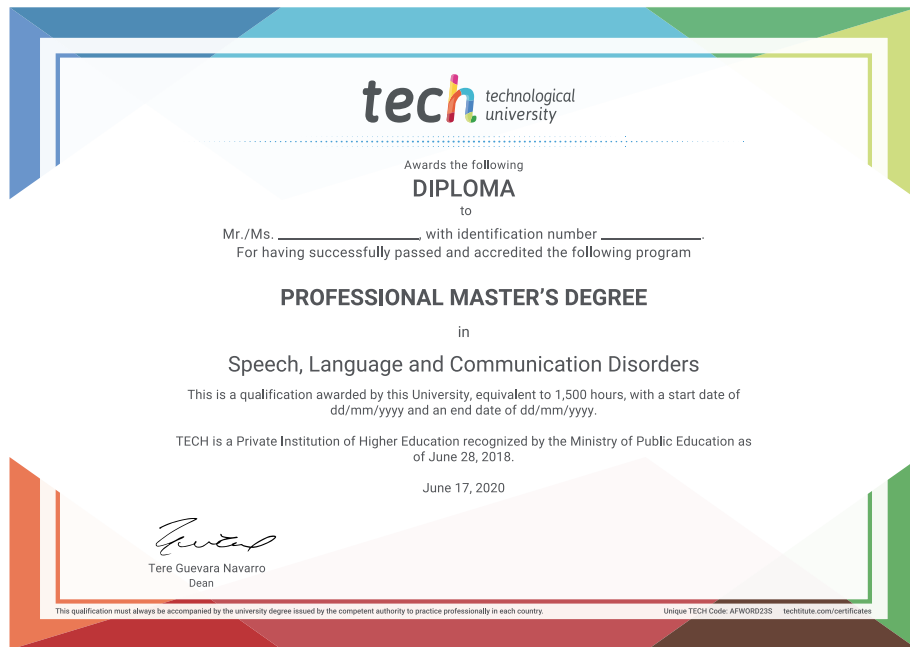 tech technological
university
Awards the following
DIPLOMA
to
Mr./Ms. ____________________, with identification number ______________.
For having successfully passed and accredited the following program
PROFESSIONAL MASTER'S DEGREE
in
Speech, Language and Communication Disorders
This is a qualification awarded by this University, equivalent to 1,500 hours, with a start date of
dd/mm/yyyy and an end date of dd/mm/yyyy.
TECH is a Private Institution of Higher Education recognized by the Ministry of Public Education as
of June 28, 2018.
June 17, 2020
Tere Guevara Navarro
Dean
This qualification must always be accompanied by the university degree issued by the competent authority to practice professionally in each country.
Unique TECH Code: AFWORD23S techtitute.com/certificates